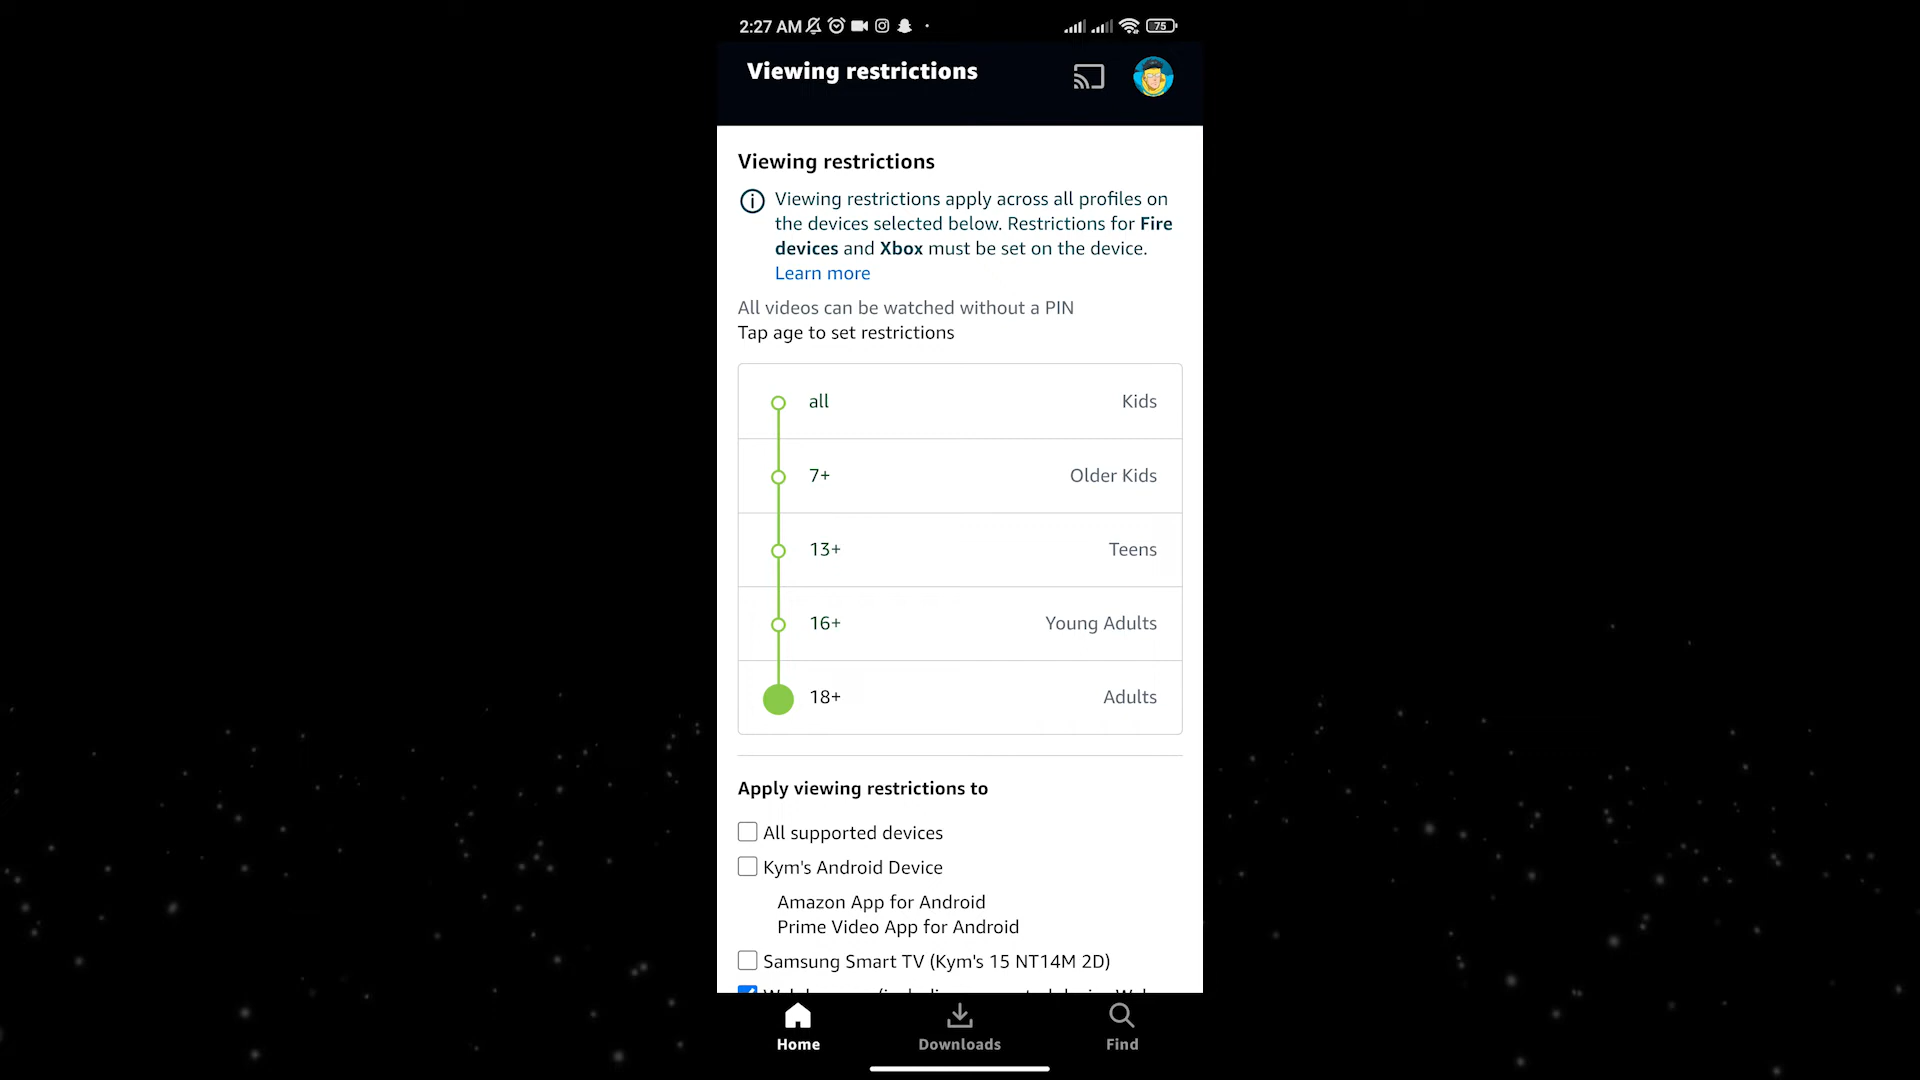 2:27 AM
75
Viewing restrictions
Viewing restrictions
Viewing restrictions apply across all profiles on
the devices selected below. Restrictions for Fire
devices and Xbox must be set on the device.
Learn more
All videos can be watched without a PIN
Tap age to set restrictions
all Kids
7+ Older Kids
13+ Teens
16+ Young Adults
18+ Adults
Apply viewing restrictions to
All supported devices
Kym's Android Device
Amazon App for Android
Prime Video App for Android
Samsung Smart TV (Kym's 15 NT14M 2D)
Home Downloads Find